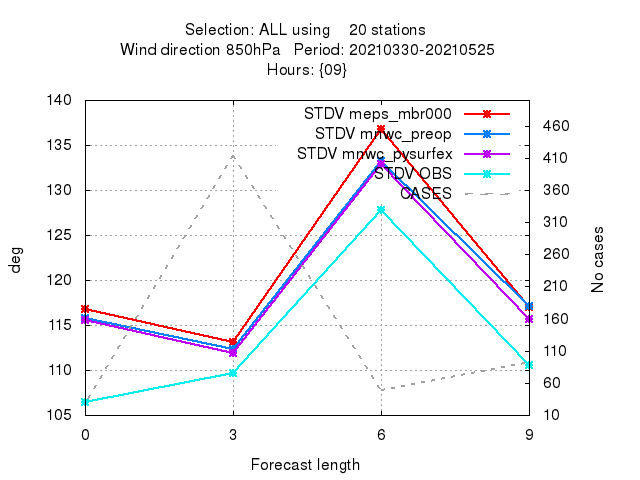 Selection: ALL using 20 stations
Wind direction 850hPa Period: 20210330-20210525
Hours: {09}
140
135
130
125
120
115
110
105
deg
STDV meps_mbr000
STDV mnwc_preop
STDV mnwc_pysurfex
STDV OBS
CASES
460
410
360
310
260
210
160
110
60
10
No cases
0 3 6 9
Forecast length